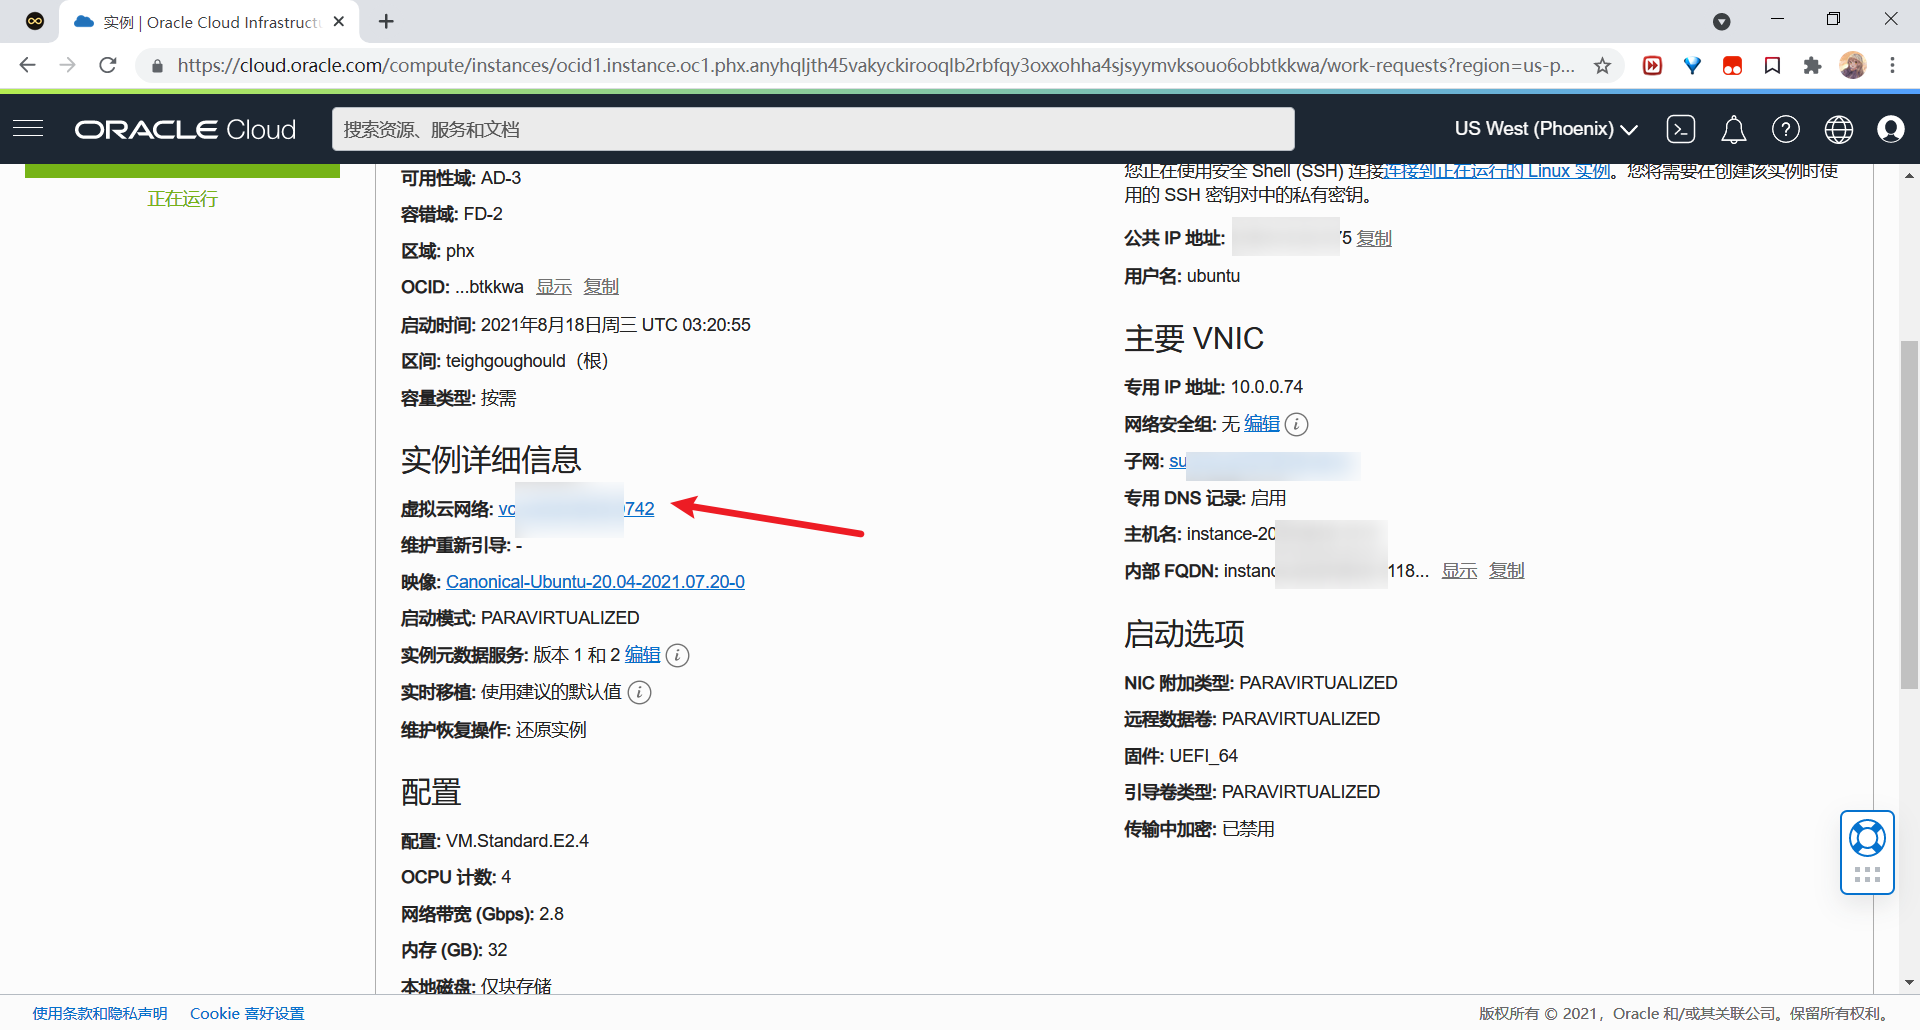 实例 | Oracle Cloud Infrastructu
https://cloud.oracle.com/compute/instances/ocid1.instance.oc1.phx.anyhqljth45vakyckirooqlb2rbfqy3oxxohha4sjsyymvksouo6obbtkkwa/work-requests?region=us-p...
ORACLE Cloud
搜索资源、服务和文档
US West (Phoenix)
正在运行
可用性域: AD-3
容错域: FD-2
区域: phx
OCID: ...btkkwa 显示 复制
启动时间: 2021年8月18日周三 UTC 03:20:55
区间: teighgoughould（根）
容量类型: 按需
实例详细信息
虚拟云网络: vc 742
维护重新引导: -
映像: Canonical-Ubuntu-20.04-2021.07.20-0
启动模式: PARAVIRTUALIZED
实例元数据服务: 版本 1 和 2 编辑
实时移植: 使用建议的默认值
维护恢复操作: 还原实例
配置
配置: VM.Standard.E2.4
OCPU 计数: 4
网络带宽 (Gbps): 2.8
内存 (GB): 32
本地磁盘: 仅块存储
您正在使用安全 Shell (SSH) 连接连接到正在运行的 Linux 实例。您将需要在创建该实例时使
用的 SSH 密钥对中的私有密钥。
公共 IP 地址: 5 复制
用户名: ubuntu
主要 VNIC
专用 IP 地址: 10.0.0.74
网络安全组: 无 编辑
子网: su
专用 DNS 记录: 启用
主机名: instance-20
内部 FQDN: instanc 118... 显示 复制
启动选项
NIC 附加类型: PARAVIRTUALIZED
远程数据卷: PARAVIRTUALIZED
固件: UEFI_64
引导卷类型: PARAVIRTUALIZED
传输中加密: 已禁用
使用条款和隐私声明 Cookie 喜好设置
版权所有 © 2021，Oracle 和/或其关联公司。保留所有权利。